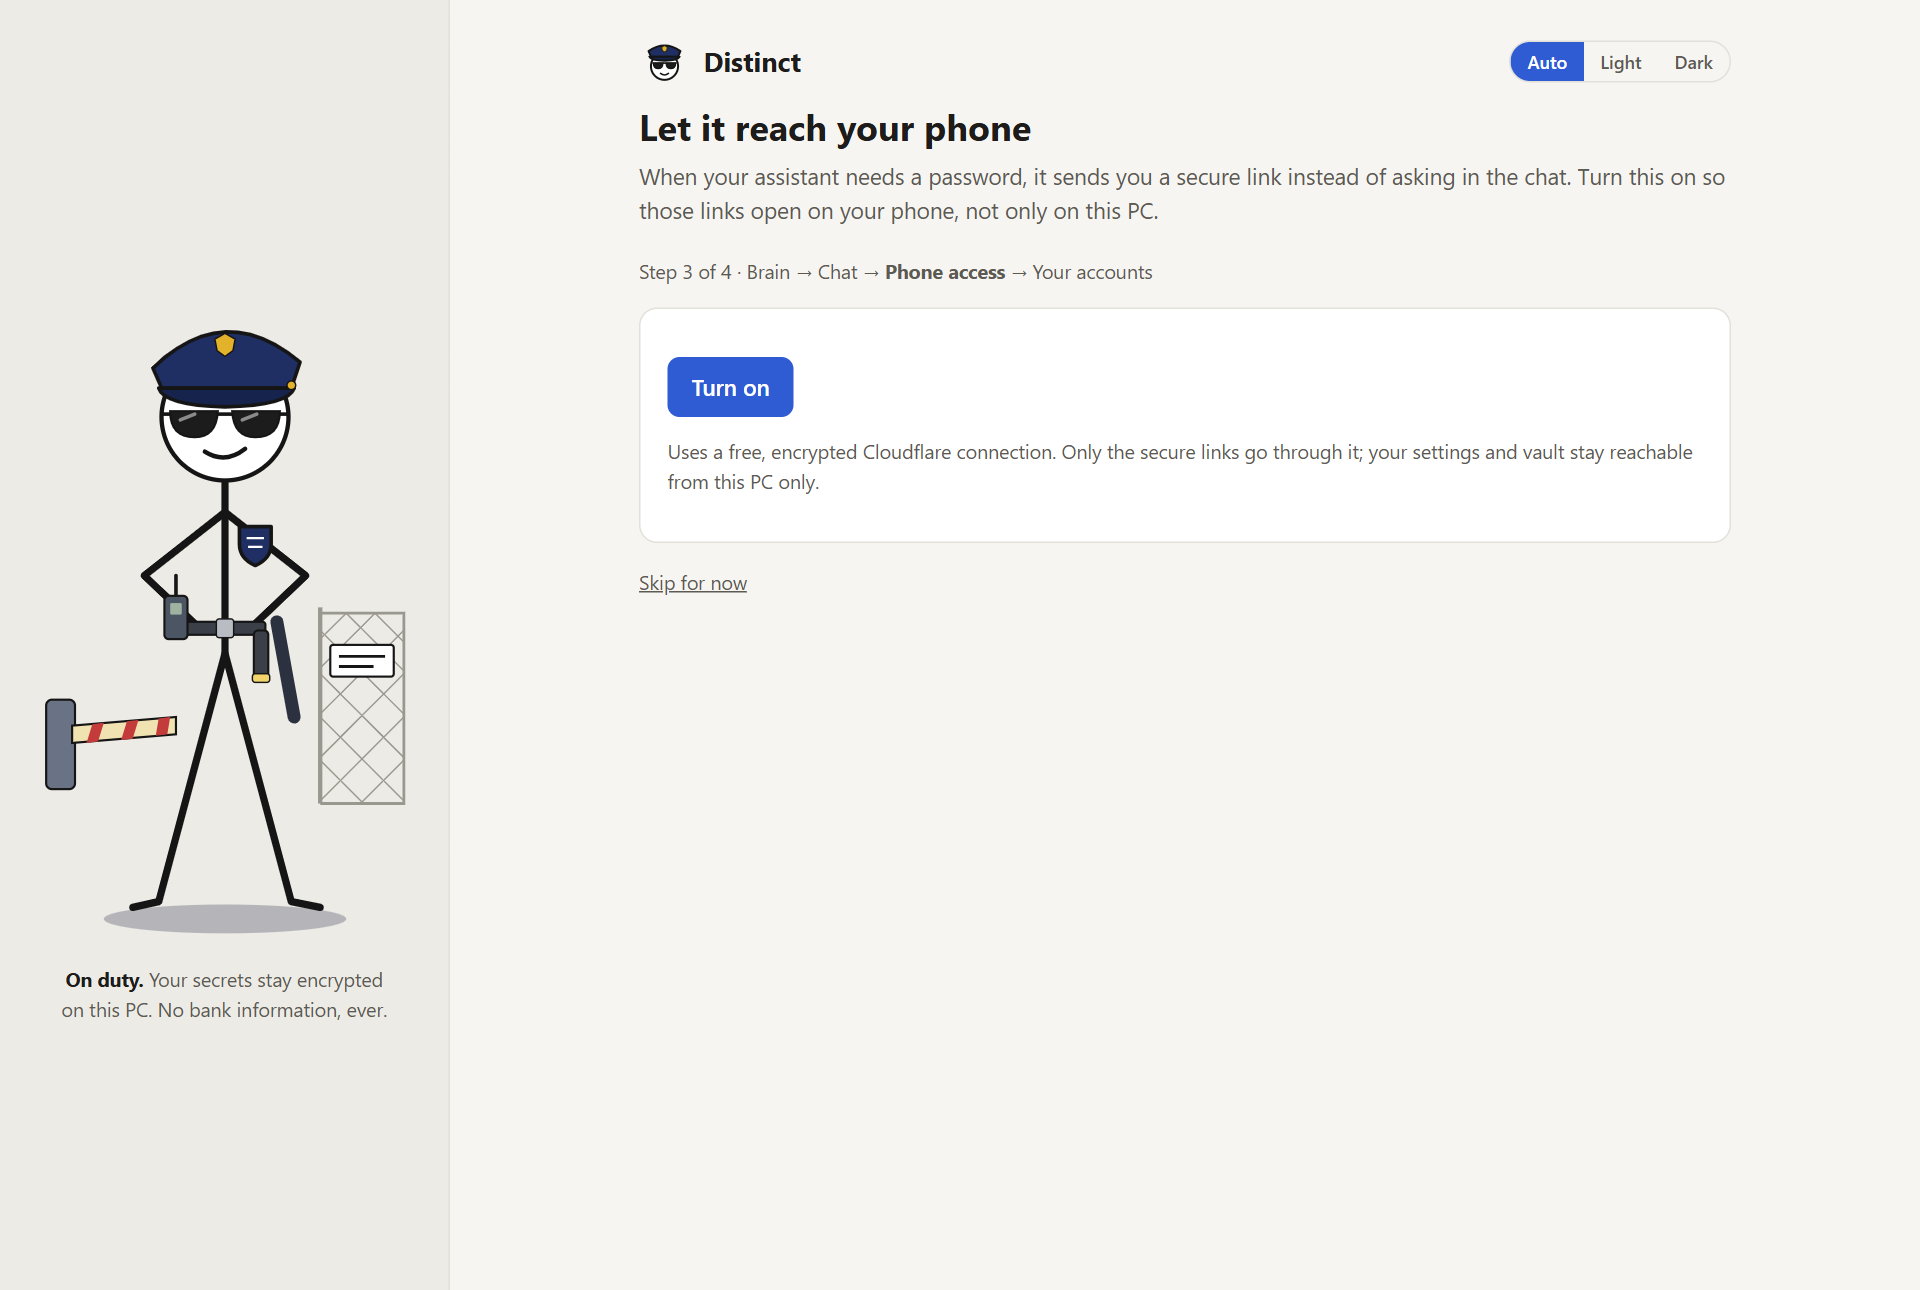 Distinct
Auto Light Dark
Let it reach your phone
When your assistant needs a password, it sends you a secure link instead of asking in the chat. Turn this on so
those links open on your phone, not only on this PC.
Step 3 of 4 · Brain → Chat → Phone access → Your accounts
Turn on
Uses a free, encrypted Cloudflare connection. Only the secure links go through it; your settings and vault stay reachable
from this PC only.
Skip for now
On duty. Your secrets stay encrypted
on this PC. No bank information, ever.